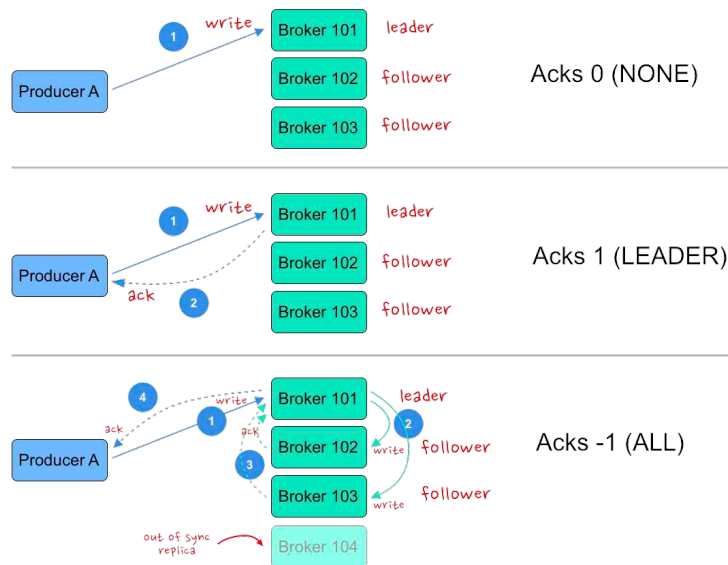 1
write
Broker 101
leader
Producer A
Broker 102
follower
Acks 0 (NONE)
Broker 103
follower
1
write
Broker 101
leader
Producer A
Broker 102
follower
Acks 1 (LEADER)
ack
2
Broker 103
follower
4
write
Broker 101
leader
1
ack
ack
2
Producer A
Broker 102
write
follower
Acks -1 (ALL)
3
Broker 103
follower
write
out of sync
replica
Broker 104